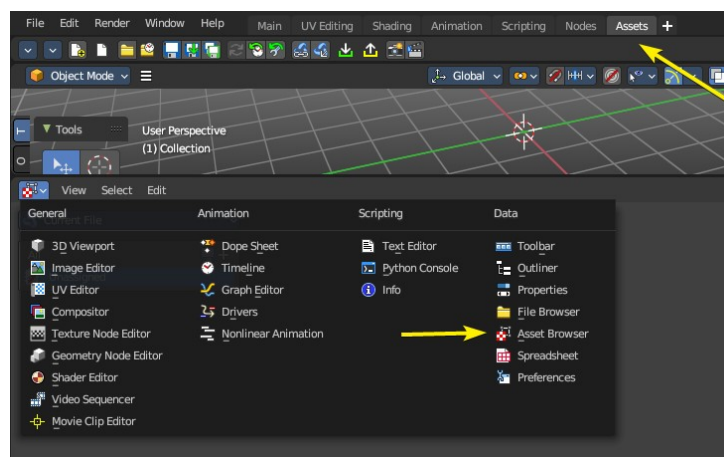 File Edit Render Window Help Main UV Editing Shading Animation Scripting Nodes Assets +
Object Mode Global
Tools User Perspective
(1) Collection
View Select Edit
General Animation Scripting Data
Current File
3D Viewport Dope Sheet Text Editor Toolbar
Image Editor Timeline Python Console Outliner
UV Editor Graph Editor Info Properties
Compositor Drivers File Browser
Texture Node Editor Nonlinear Animation Asset Browser
Geometry Node Editor Spreadsheet
Shader Editor Preferences
Video Sequencer
Movie Clip Editor